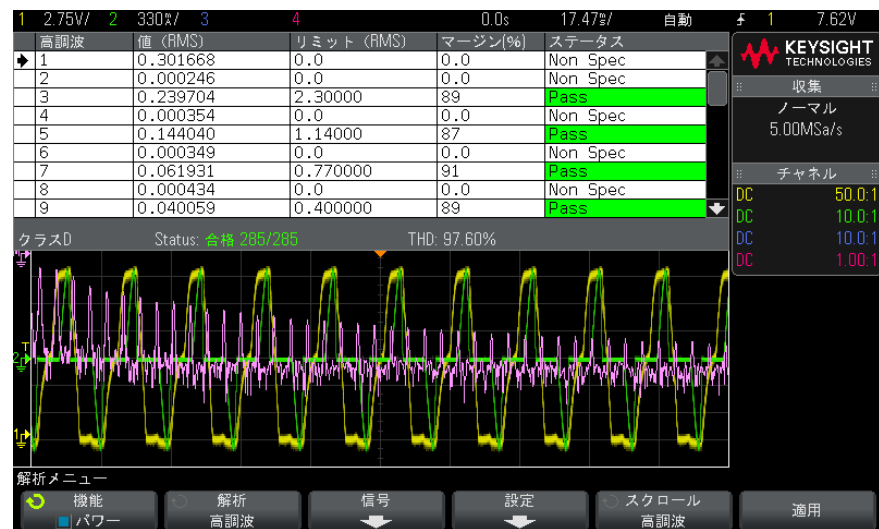 1 2.75V/ 2 330%/ 3 4 0.0s 17.47%/ 自動 1 7.62V
高調波 値 (RMS) リミット (RMS) マージン(%) ステータス
1 0.301668 0.0 0.0 Non Spec
2 0.000246 0.0 0.0 Non Spec
3 0.239704 2.30000 89 Pass
4 0.000354 0.0 0.0 Non Spec
5 0.144040 1.14000 87 Pass
6 0.000349 0.0 0.0 Non Spec
7 0.061931 0.770000 91 Pass
8 0.000434 0.0 0.0 Non Spec
9 0.040059 0.400000 89 Pass
クラスD Status: 合格 285/285 THD: 97.60%
KEYSIGHT
TECHNOLOGIES
収集
ノーマル
5.00MSa/s
チャネル
DC 50.0:1
DC 10.0:1
DC 10.0:1
DC 1.00:1
T
2
1
解析メニュー
機能
パワー
解析
高調波
信号
設定
スクロール
高調波
適用